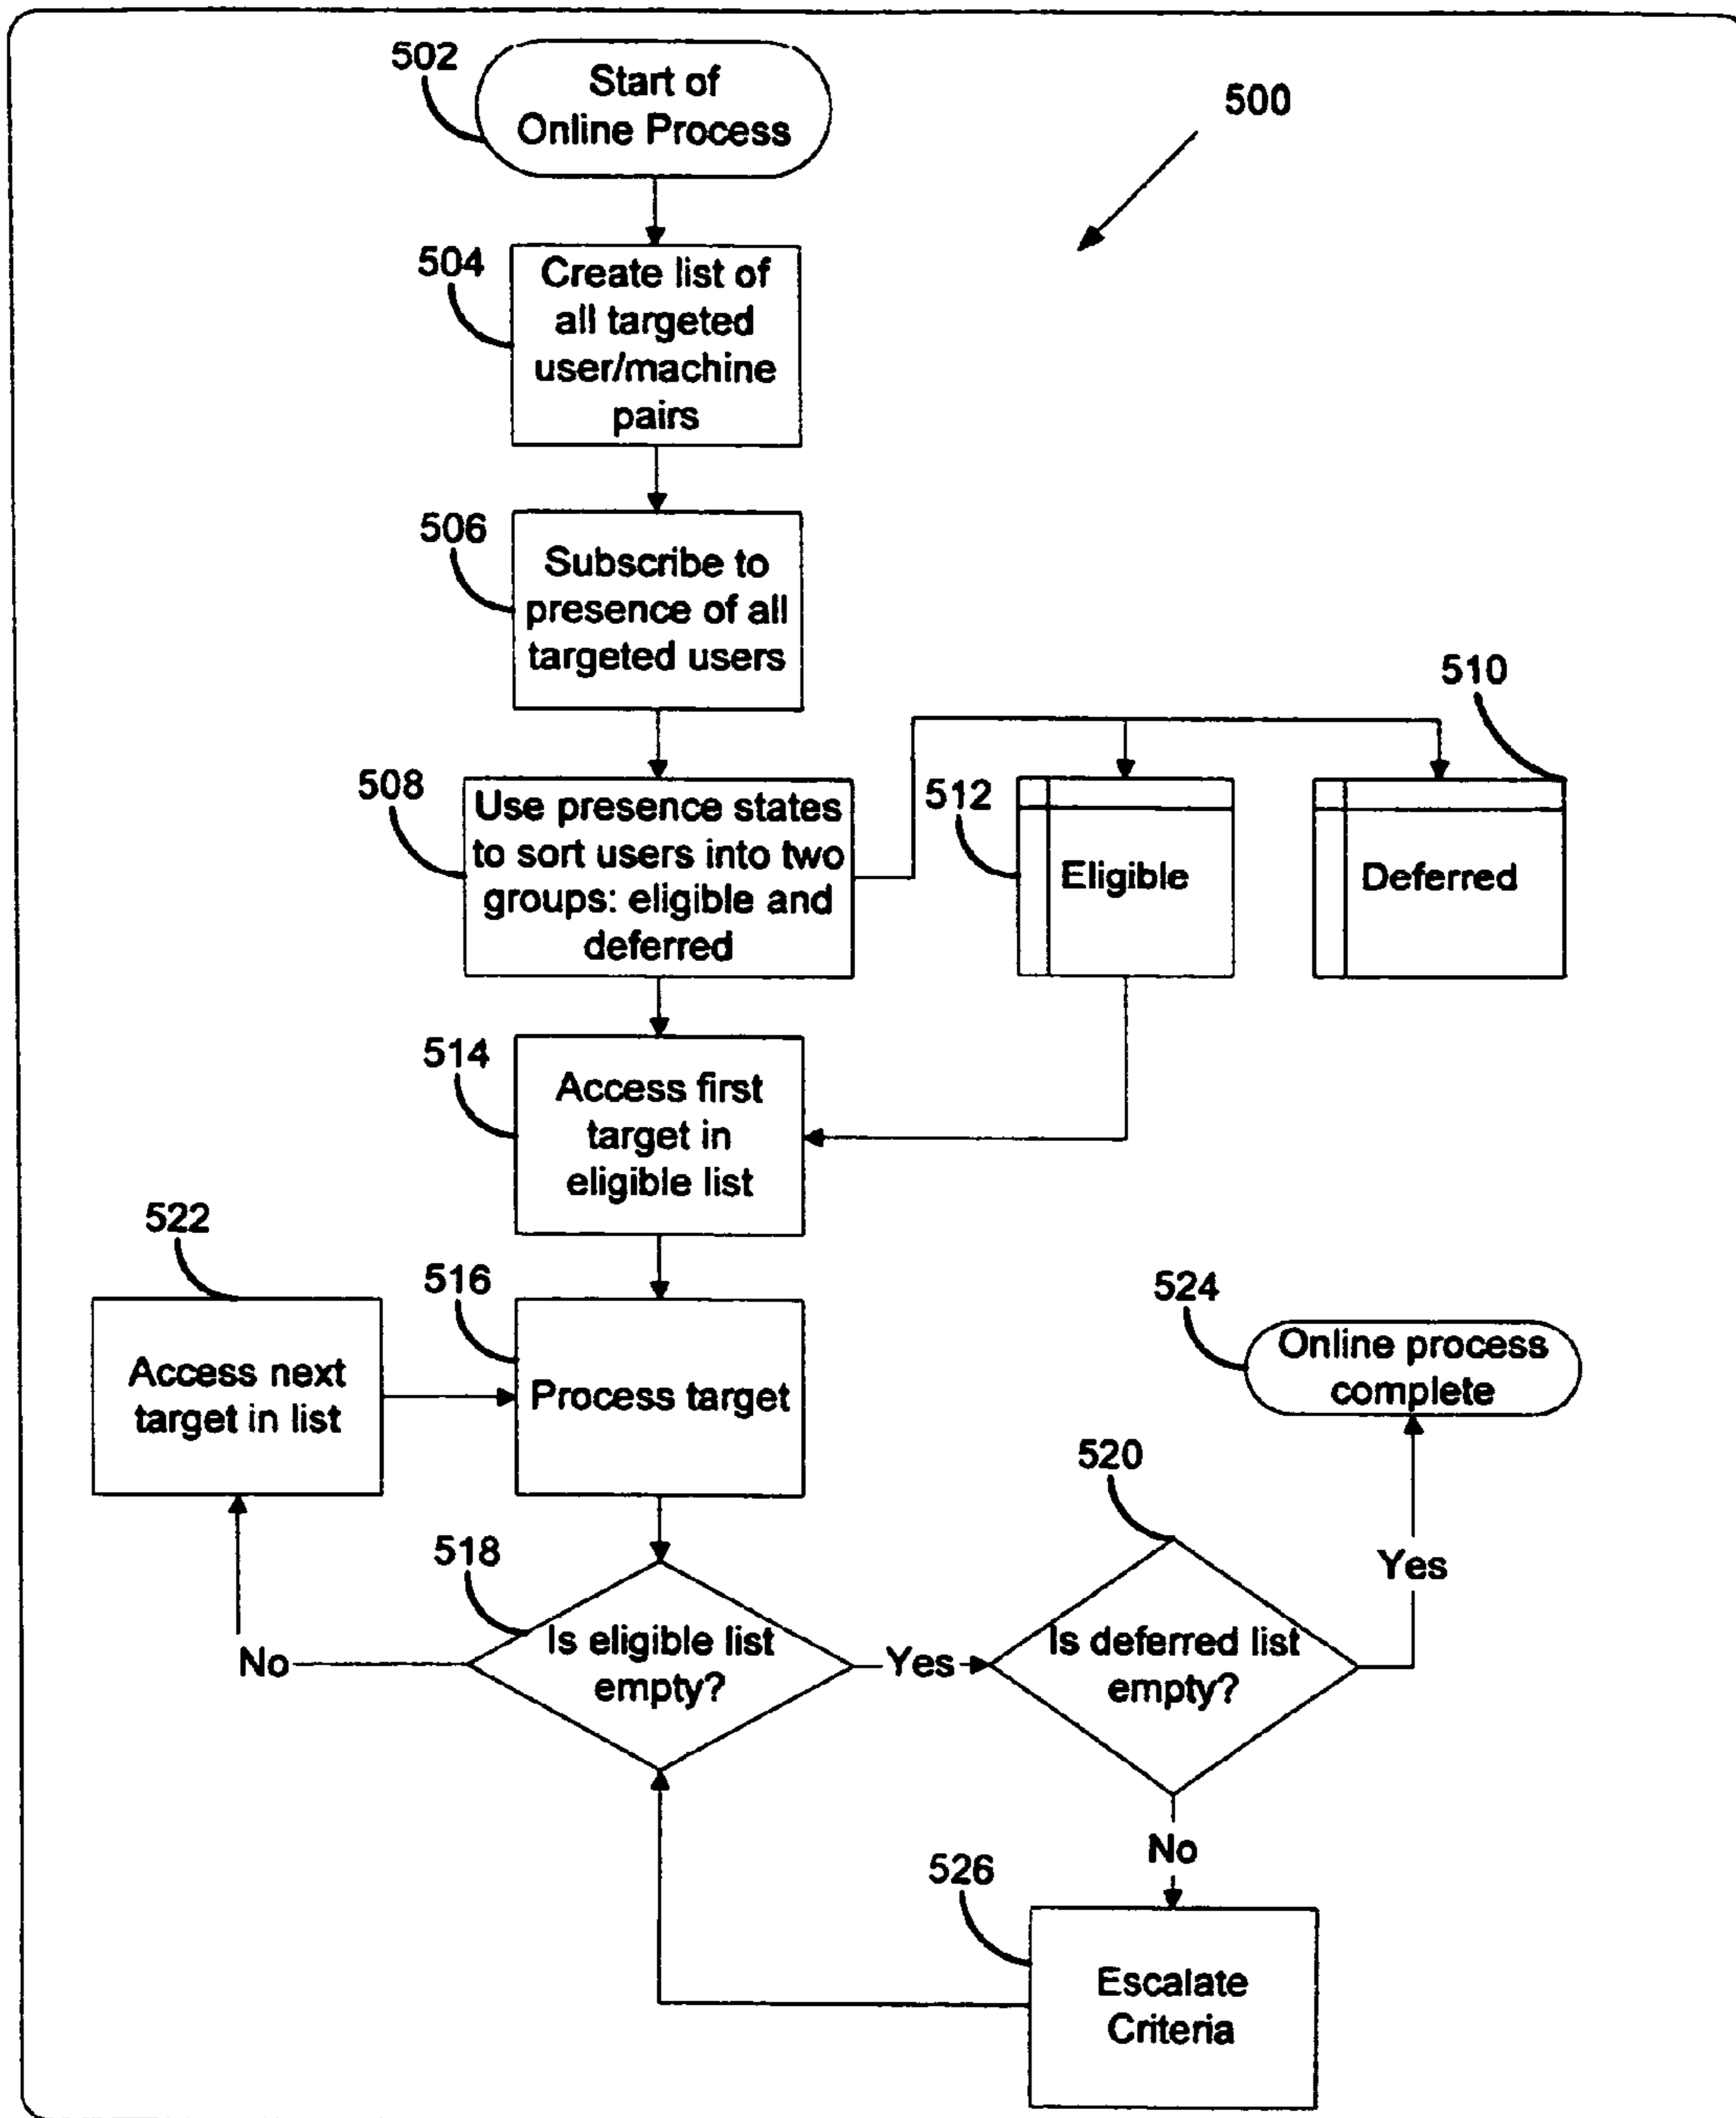 502
Start of
Online Process
500
504
Create list of
all targeted
user/machine
pairs
506
Subscribe to
presence of all
targeted users
510
508
Use presence states
to sort users into two
groups: eligible and
deferred
512
Eligible
Deferred
514
Access first
target in
eligible list
522
Access next
target in list
516
Process target
524
Online process
complete
520
518
Is eligible list
empty?
No
Yes
Is deferred list
empty?
Yes
No
526
Escalate
Criteria